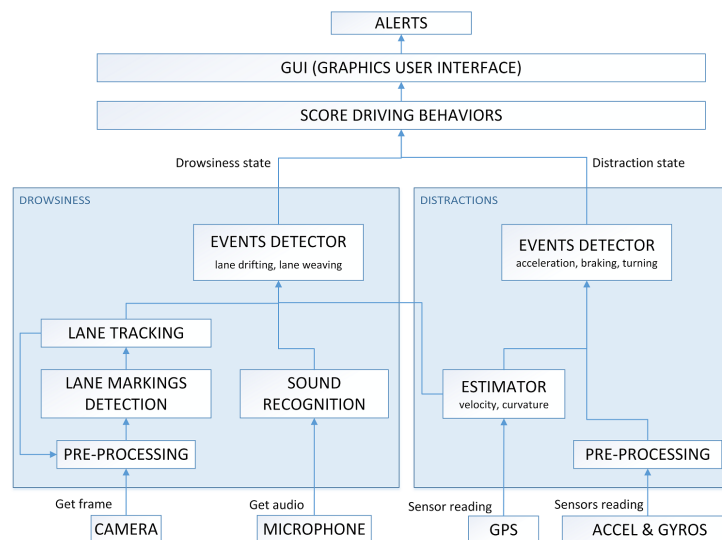 ALERTS
GUI (GRAPHICS USER INTERFACE)
SCORE DRIVING BEHAVIORS
Drowsiness state
Distraction state
DROWSINESS
DISTRACTIONS
EVENTS DETECTOR
lane drifting, lane weaving
EVENTS DETECTOR
acceleration, braking, turning
LANE TRACKING
LANE MARKINGS
DETECTION
SOUND
RECOGNITION
ESTIMATOR
velocity, curvature
PRE-PROCESSING
PRE-PROCESSING
Get frame
Get audio
Sensor reading
Sensors reading
CAMERA
MICROPHONE
GPS
ACCEL & GYROS